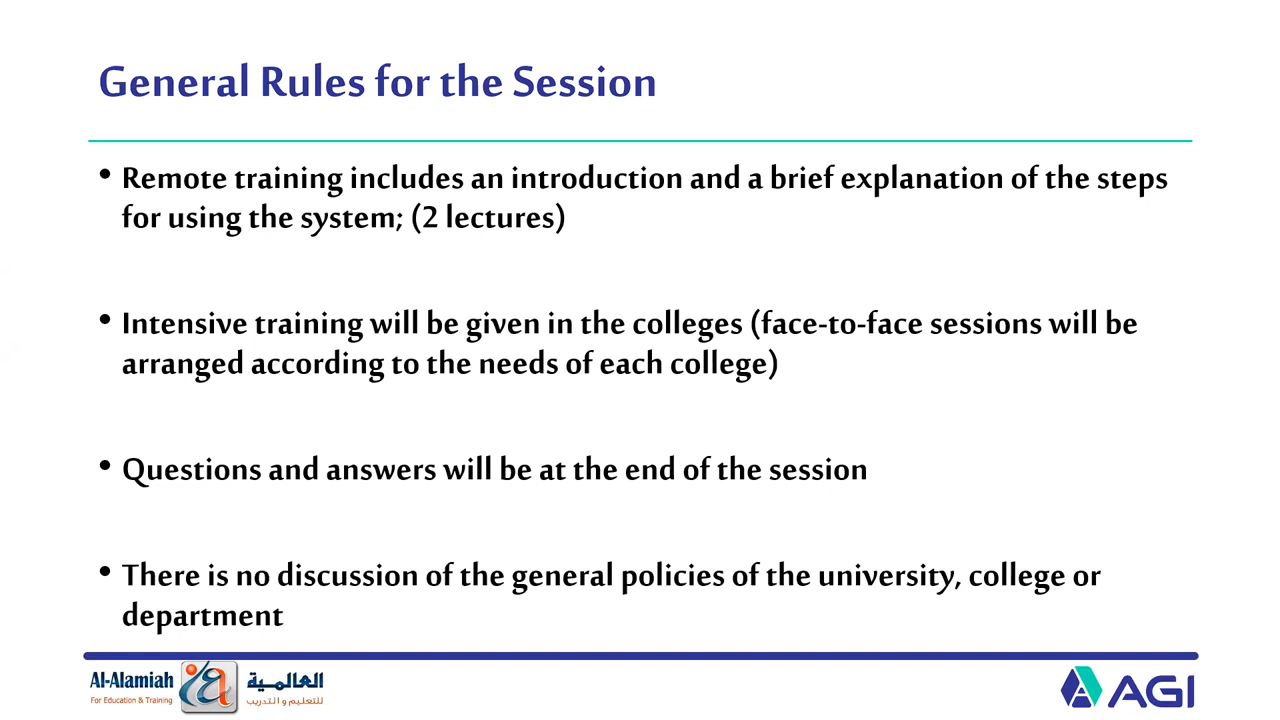 General Rules for the Session
• Remote training includes an introduction and a brief explanation of the steps
for using the system; (2 lectures)
• Intensive training will be given in the colleges (face-to-face sessions will be
arranged according to the needs of each college)
• Questions and answers will be at the end of the session
• There is no discussion of the general policies of the university, college or
department
Al-Alamiah
For Education & Training
العالمية
للتعليم و التدريب
AGI